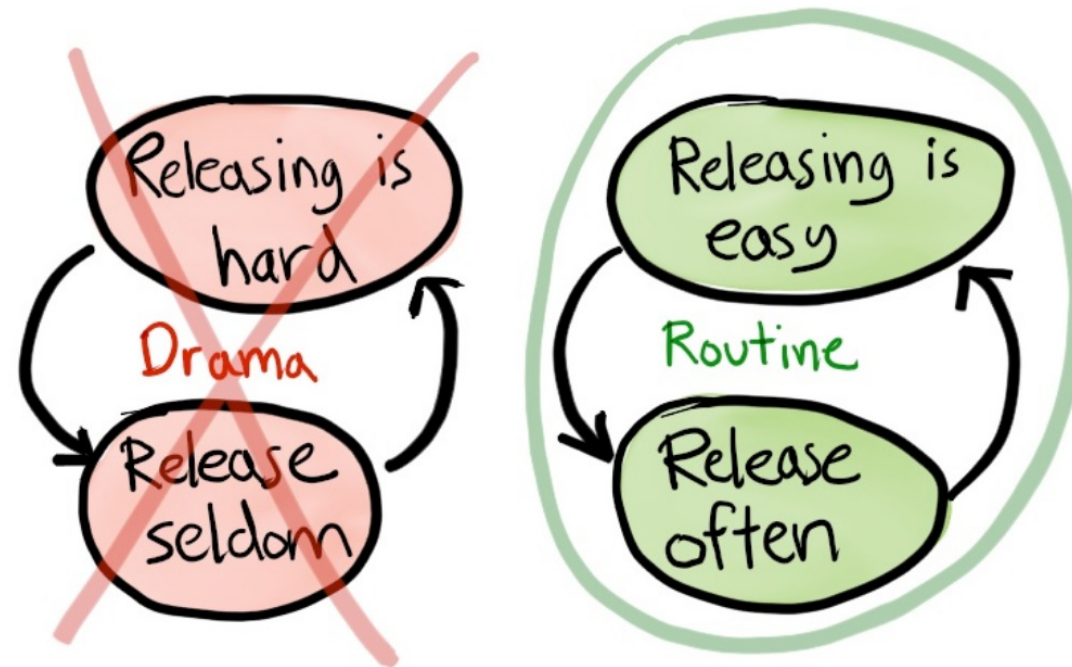 Releasing is
hard
Drama
Release
seldom
Releasing is
easy
Routine
Release
often